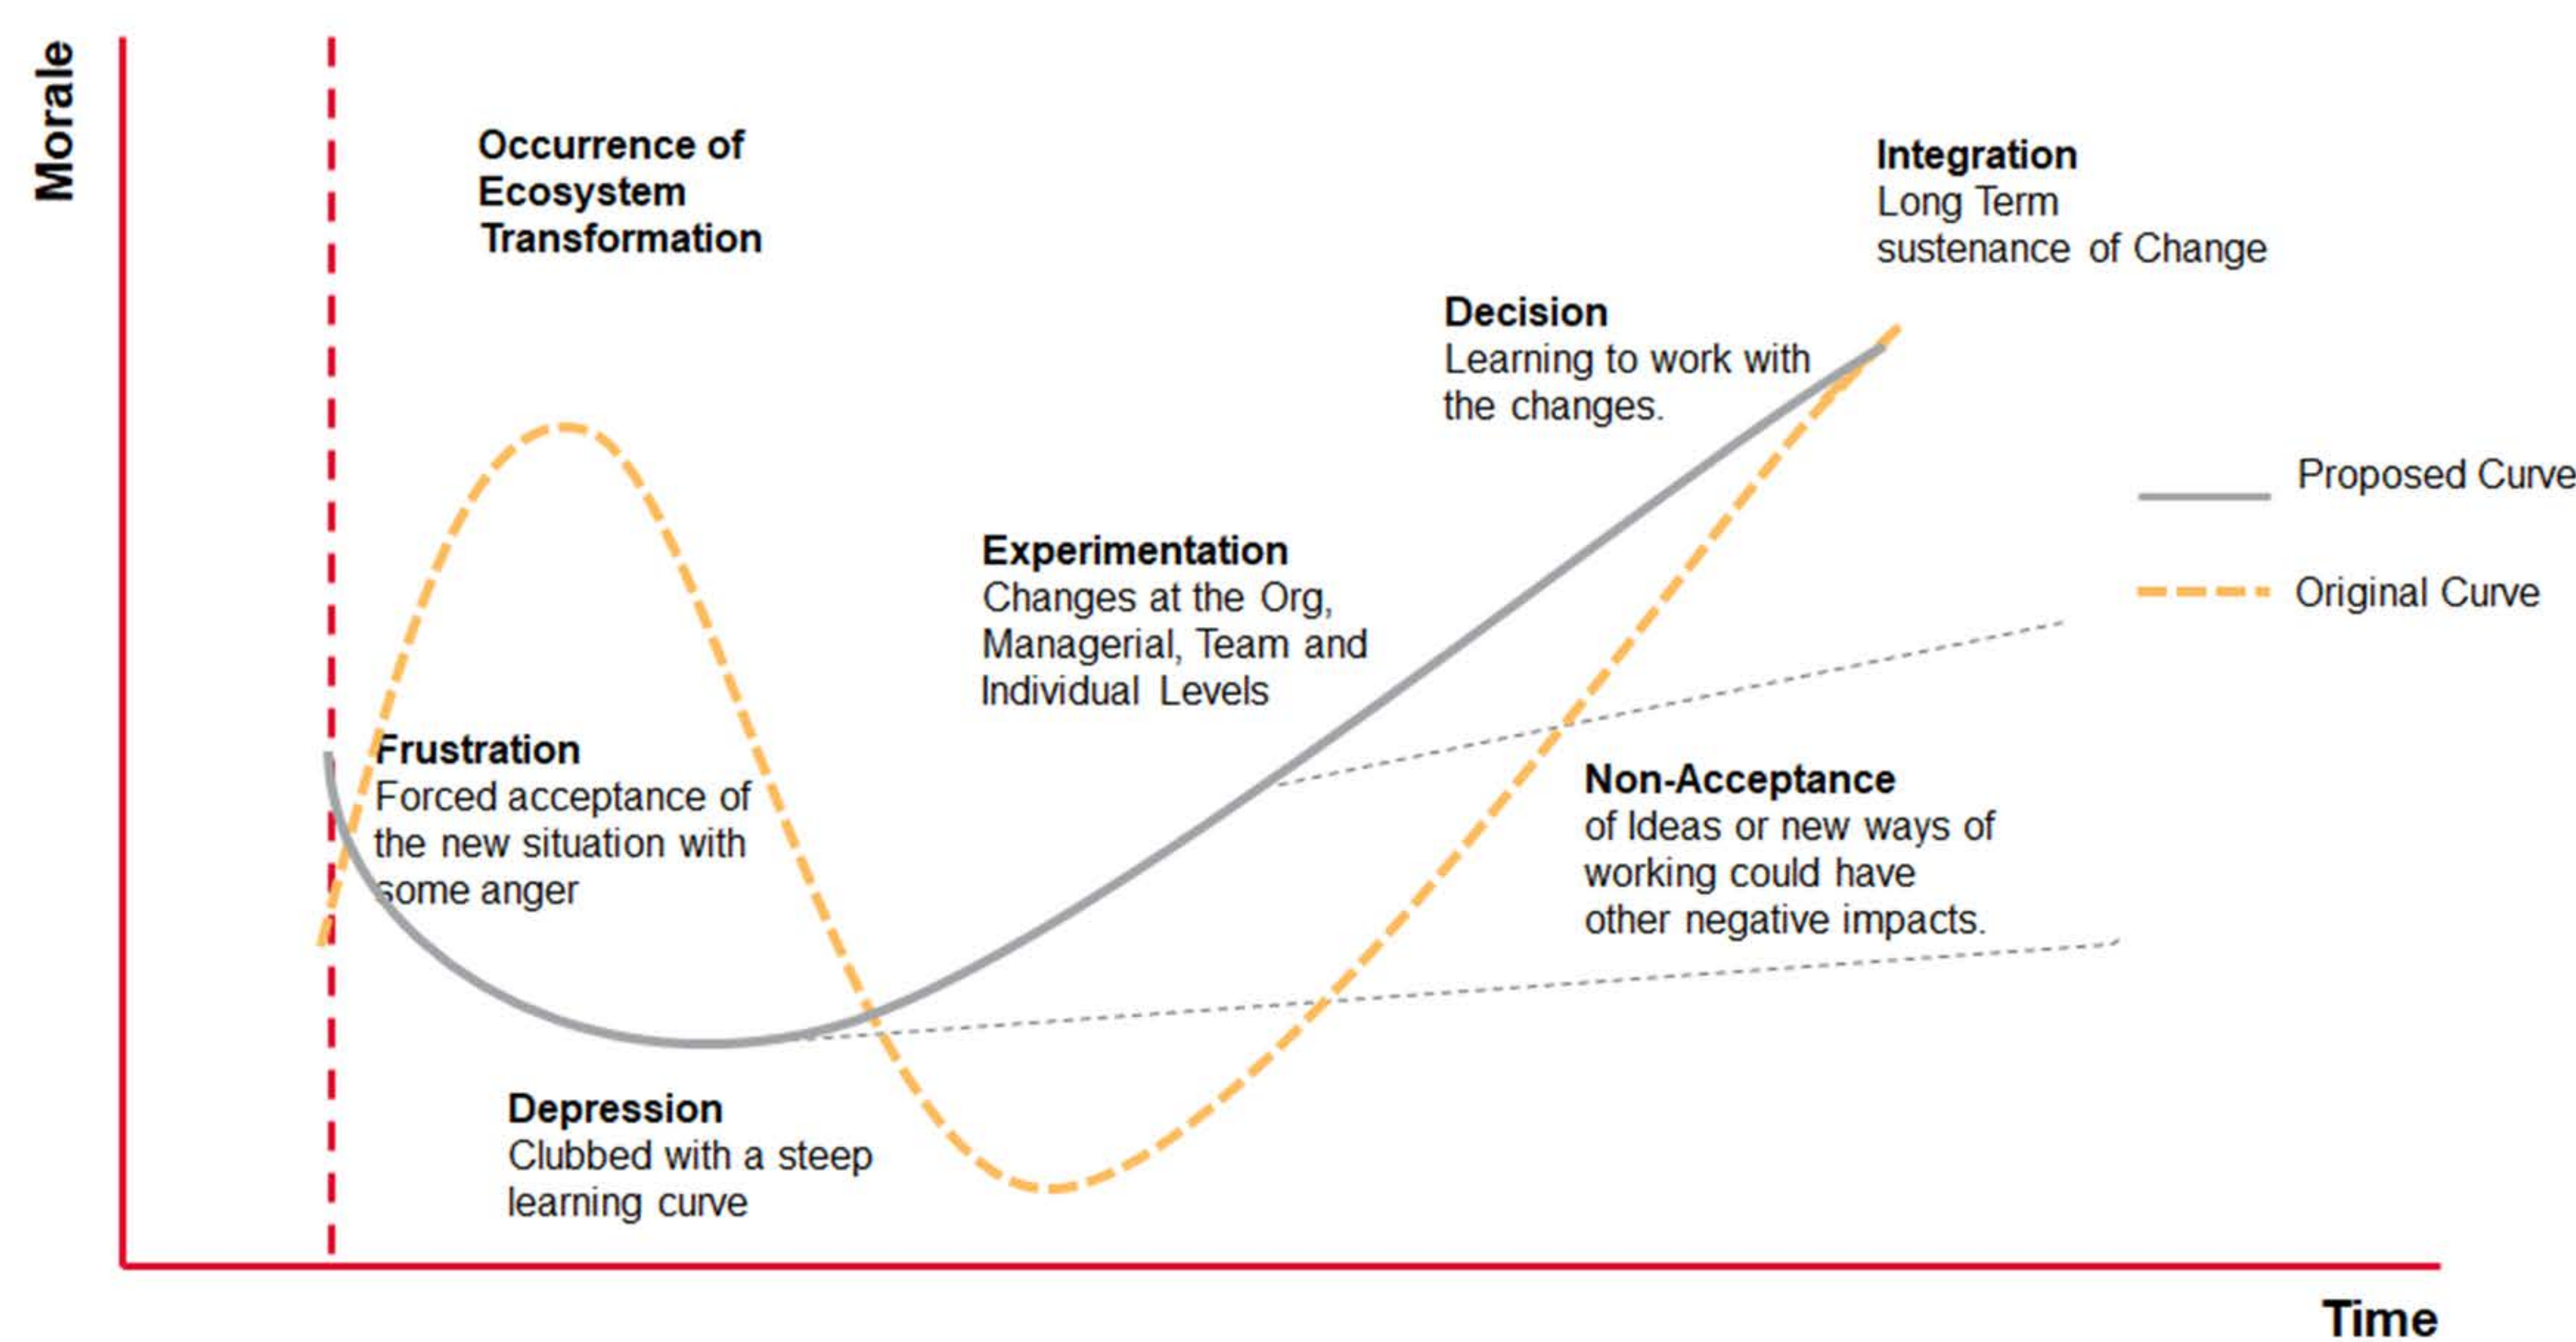 Morale
Occurrence of
Ecosystem
Transformation
Integration
Long Term
sustenance of Change
Decision
Learning to work with
the changes.
Proposed Curve
Original Curve
Experimentation
Changes at the Org,
Managerial, Team and
Individual Levels
Frustration
Forced acceptance of
the new situation with
some anger
Non-Acceptance
of Ideas or new ways of
working could have
other negative impacts.
Depression
Clubbed with a steep
learning curve
Time